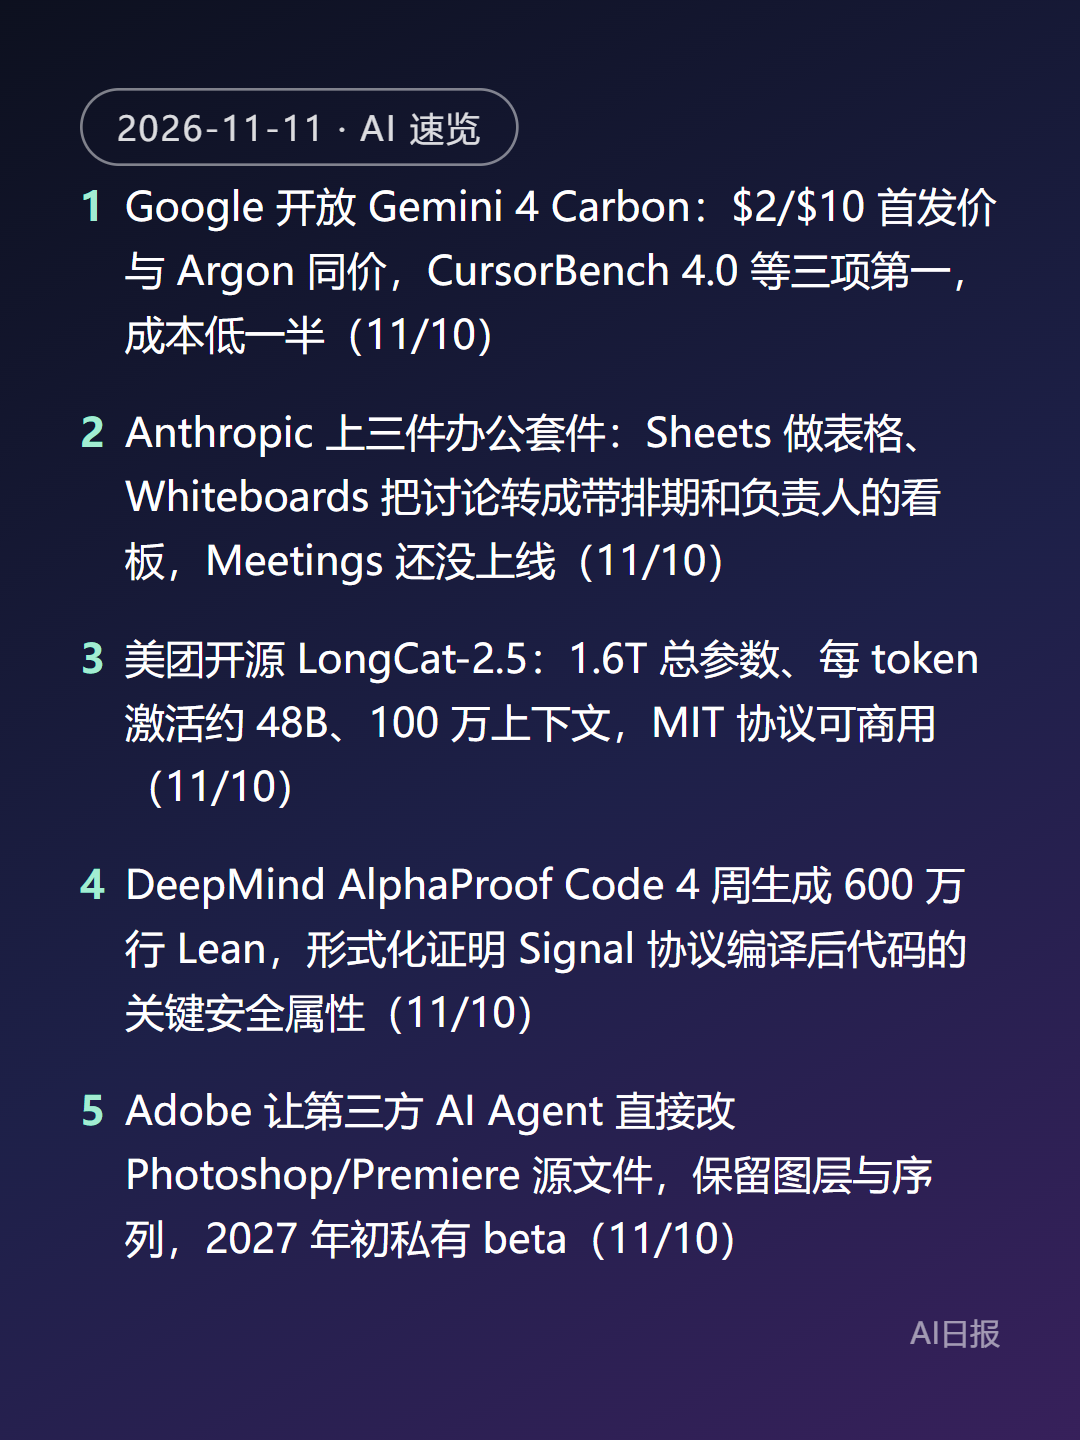 2026-11-11 · AI 速览
1 Google 开放 Gemini 4 Carbon：$2/$10 首发价
与 Argon 同价，CursorBench 4.0 等三项第一，
成本低一半（11/10）
2 Anthropic 上三件办公套件：Sheets 做表格、
Whiteboards 把讨论转成带排期和负责人的看
板，Meetings 还没上线（11/10）
3 美团开源 LongCat-2.5：1.6T 总参数、每 token
激活约 48B、100 万上下文，MIT 协议可商用
（11/10）
4 DeepMind AlphaProof Code 4 周生成 600 万
行 Lean，形式化证明 Signal 协议编译后代码的
关键安全属性（11/10）
5 Adobe 让第三方 AI Agent 直接改
Photoshop/Premiere 源文件，保留图层与序
列，2027 年初私有 beta（11/10）
AI日报